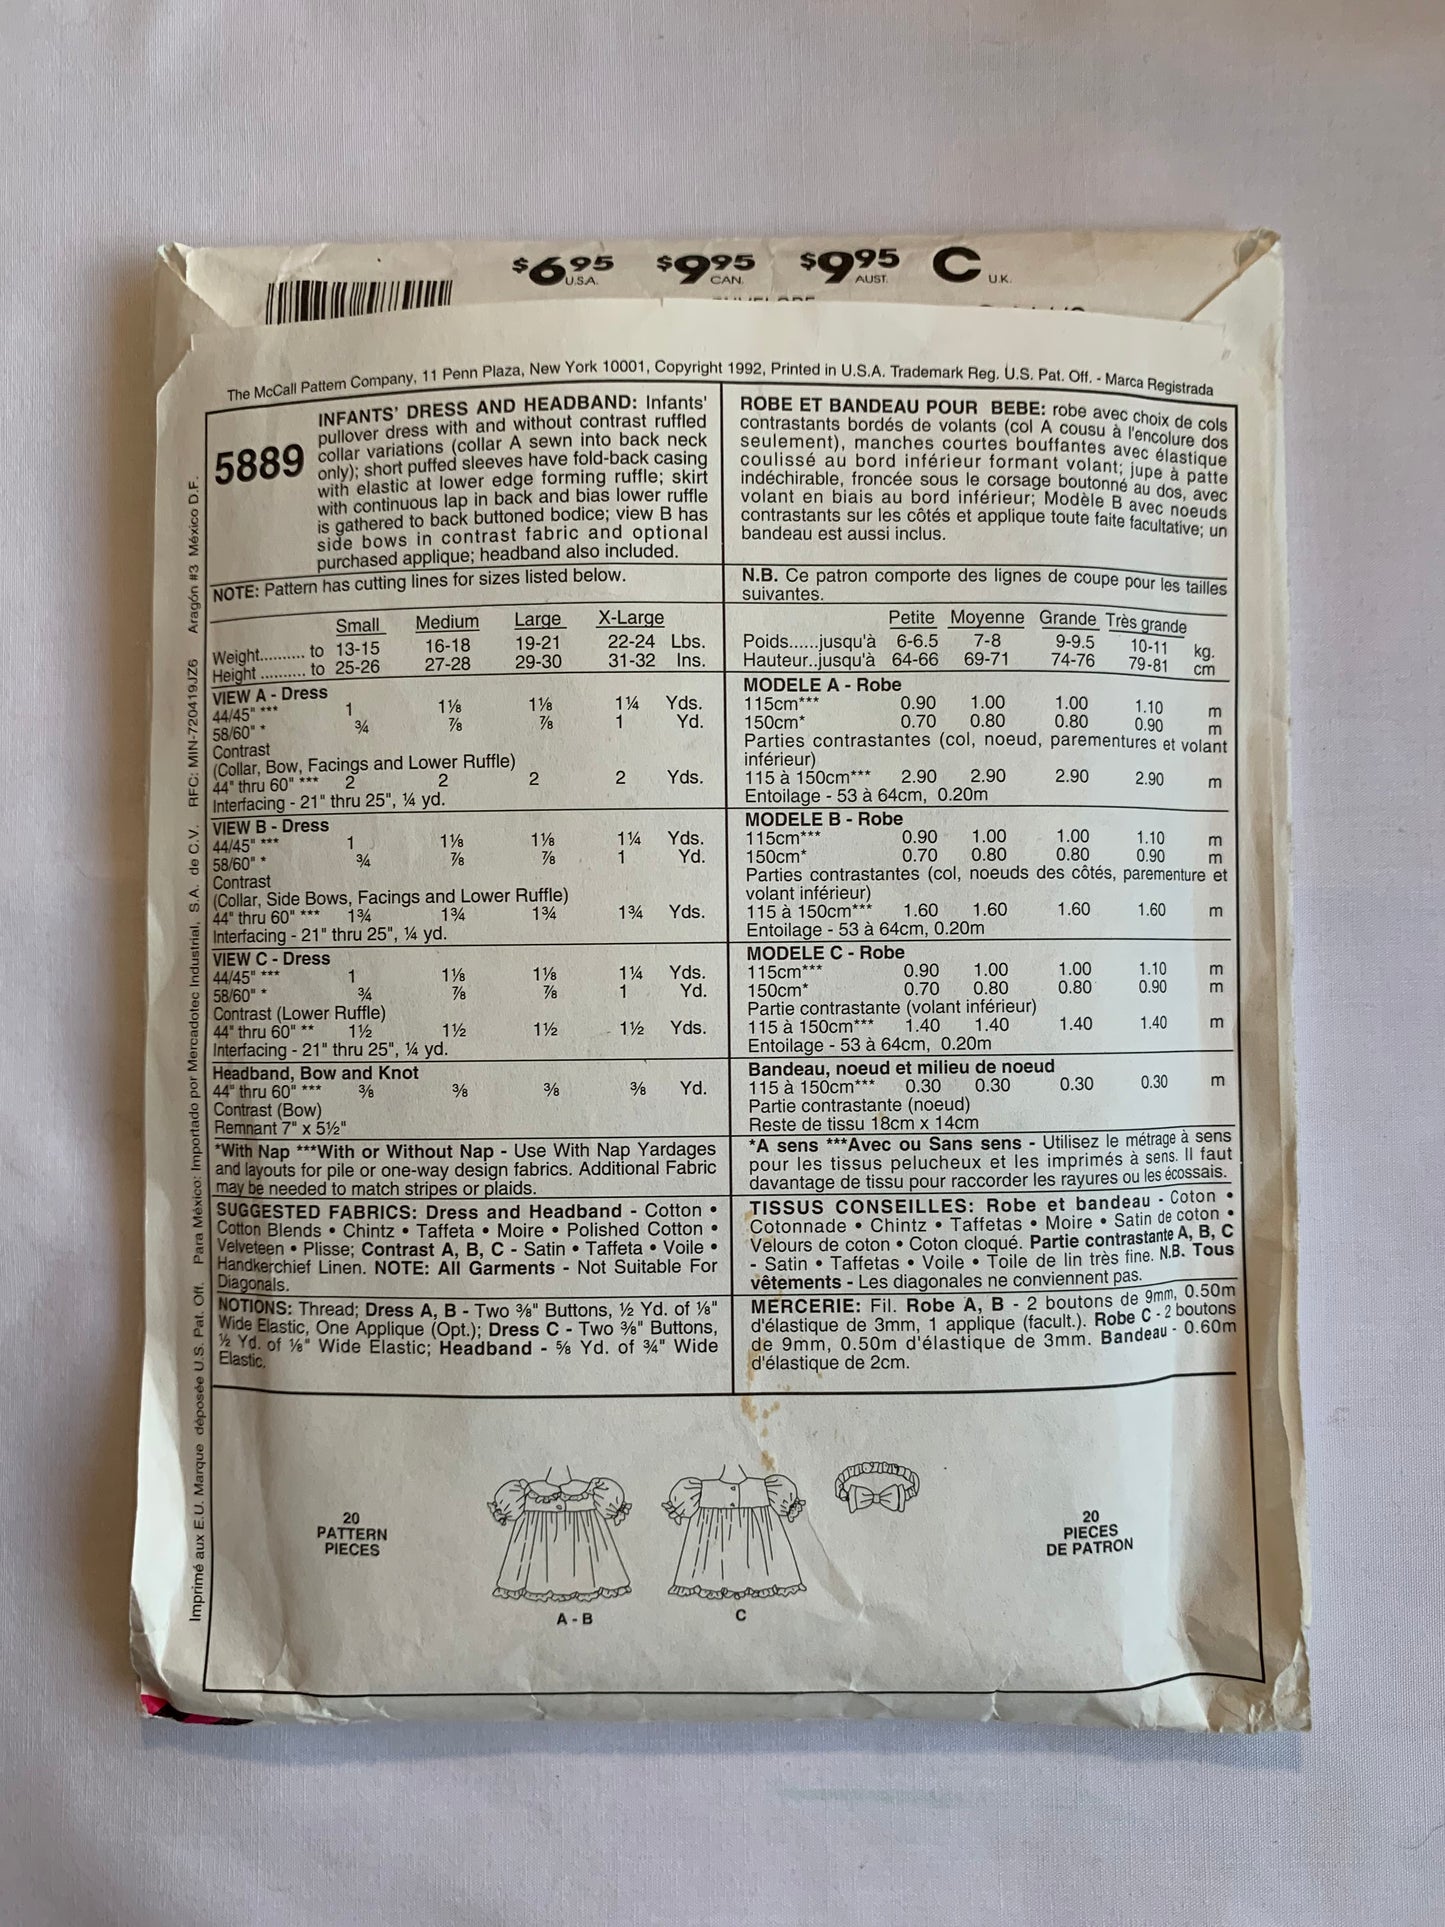 $6.95 U.S.A. $9.95 CAN. $9.95 AUST. C U.K.
The McCall Pattern Company, 11 Penn Plaza, New York 10001, Copyright 1992, Printed in U.S.A. Trademark Reg. U.S. Pat. Off. - Marca Registrada
5889
INFANTS' DRESS AND HEADBAND: Infants'
pullover dress with and without contrast ruffled
collar variations (collar A sewn into back neck
only); short puffed sleeves have fold-back casing
with elastic at lower edge forming ruffle; skirt
with continuous lap in back and bias lower ruffle
is gathered to back buttoned bodice; view B has
side bows in contrast fabric and optional
purchased applique; headband also included.
NOTE: Pattern has cutting lines for sizes listed below.
Small Medium Large X-Large
Weight.......... to 13-15 16-18 19-21 22-24 Lbs.
Height .......... to 25-26 27-28 29-30 31-32 Ins.
VIEW A - Dress
44/45" *** 1 1⅛ 1⅛ 1¼ Yds.
58/60" * ¾ ⅞ ⅞ 1 Yd.
Contrast
(Collar, Bow, Facings and Lower Ruffle)
44" thru 60" *** 2 2 2 2 Yds.
Interfacing - 21" thru 25", ¼ yd.
VIEW B - Dress
44/45" *** 1 1⅛ 1⅛ 1¼ Yds.
58/60" * ¾ ⅞ ⅞ 1 Yd.
Contrast
(Collar, Side Bows, Facings and Lower Ruffle)
44" thru 60" *** 1¾ 1¾ 1¾ 1¾ Yds.
Interfacing - 21" thru 25", ¼ yd.
VIEW C - Dress
44/45" *** 1 1⅛ 1⅛ 1¼ Yds.
58/60" * ¾ ⅞ ⅞ 1 Yd.
Contrast (Lower Ruffle)
44" thru 60" ** 1½ 1½ 1½ 1½ Yds.
Interfacing - 21" thru 25", ¼ yd.
Headband, Bow and Knot
44" thru 60" *** ⅜ ⅜ ⅜ ⅜ Yd.
Contrast (Bow)
Remnant 7" x 5½"
*With Nap ***With or Without Nap - Use With Nap Yardages
and layouts for pile or one-way design fabrics. Additional Fabric
may be needed to match stripes or plaids.
SUGGESTED FABRICS: Dress and Headband - Cotton •
Cotton Blends • Chintz • Taffeta • Moire • Polished Cotton •
Velveteen • Plisse; Contrast A, B, C - Satin • Taffeta • Voile •
Handkerchief Linen. NOTE: All Garments - Not Suitable For
Diagonals.
NOTIONS: Thread; Dress A, B - Two ⅜" Buttons, ½ Yd. of ⅛"
Wide Elastic, One Applique (Opt.); Dress C - Two ⅜" Buttons,
½ Yd. of ⅛" Wide Elastic; Headband - ⅝ Yd. of ¾" Wide
Elastic.
ROBE ET BANDEAU POUR BEBE: robe avec choix de cols
contrastants bordés de volants (col A cousu à l'encolure dos
seulement), manches courtes bouffantes avec élastique
coulissé au bord inférieur formant volant; jupe à patte
indéchirable, froncée sous le corsage boutonné au dos, avec
volant en biais au bord inférieur; Modèle B avec noeuds
contrastants sur les côtés et applique toute faite facultative; un
bandeau est aussi inclus.
N.B. Ce patron comporte des lignes de coupe pour les tailles
suivantes.
Petite Moyenne Grande Très grande
Poids......jusqu'à 6-6.5 7-8 9-9.5 10-11 kg.
Hauteur..jusqu'à 64-66 69-71 74-76 79-81 cm
MODELE A - Robe
115cm*** 0.90 1.00 1.00 1.10 m
150cm* 0.70 0.80 0.80 0.90 m
Parties contrastantes (col, noeud, parementures et volant
inférieur)
115 à 150cm*** 2.90 2.90 2.90 2.90 m
Entoilage - 53 à 64cm, 0.20m
MODELE B - Robe
115cm*** 0.90 1.00 1.00 1.10 m
150cm* 0.70 0.80 0.80 0.90 m
Parties contrastantes (col, noeuds des côtés, parementure et
volant inférieur)
115 à 150cm*** 1.60 1.60 1.60 1.60 m
Entoilage - 53 à 64cm, 0.20m
MODELE C - Robe
115cm*** 0.90 1.00 1.00 1.10 m
150cm* 0.70 0.80 0.80 0.90 m
Partie contrastante (volant inférieur)
115 à 150cm*** 1.40 1.40 1.40 1.40 m
Entoilage - 53 à 64cm, 0.20m
Bandeau, noeud et milieu de noeud
115 à 150cm*** 0.30 0.30 0.30 0.30 m
Partie contrastante (noeud)
Reste de tissu 18cm x 14cm
*A sens ***Avec ou Sans sens - Utilisez le métrage à sens
pour les tissus pelucheux et les imprimés à sens. Il faut
davantage de tissu pour raccorder les rayures ou les écossais.
TISSUS CONSEILLES: Robe et bandeau - Coton •
Cotonnade • Chintz • Taffetas • Moire • Satin de coton •
Velours de coton • Coton cloqué. Partie contrastante A, B, C
- Satin • Taffetas • Voile • Toile de lin très fine. N.B. Tous
vêtements - Les diagonales ne conviennent pas.
MERCERIE: Fil. Robe A, B - 2 boutons de 9mm, 0.50m
d'élastique de 3mm, 1 applique (facult.). Robe C - 2 boutons
de 9mm, 0.50m d'élastique de 3mm. Bandeau - 0.60m
d'élastique de 2cm.
20
PATTERN
PIECES
A - B
C
20
PIECES
DE PATRON
Imprimé aux E.U. Marque déposée U.S. Pat. Off. Para México: Importado por Mercadotec Industrial, S.A. de C.V. RFC: MIN-720419JZ6 Aragón #3 México D.F.